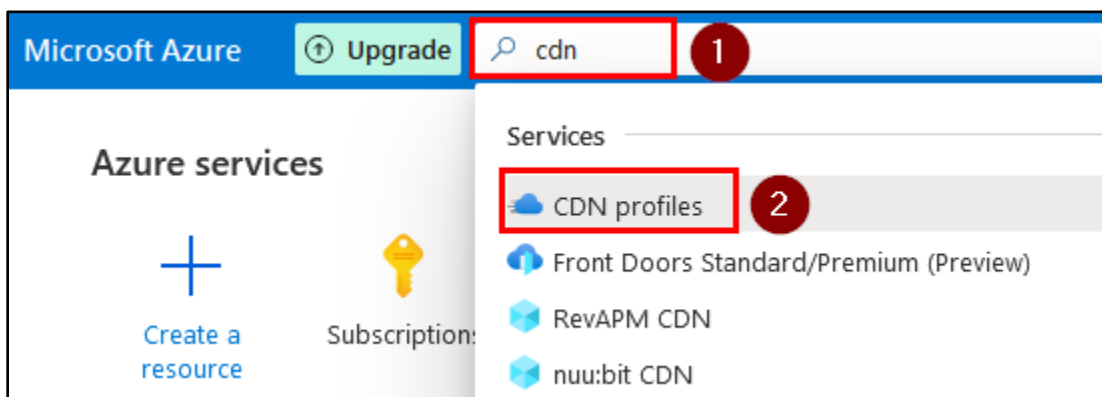 Microsoft Azure
Upgrade
cdn
1
Services
Azure services
CDN profiles
2
Front Doors Standard/Premium (Preview)
RevAPM CDN
nuu:bit CDN
Create a
resource
Subscriptions